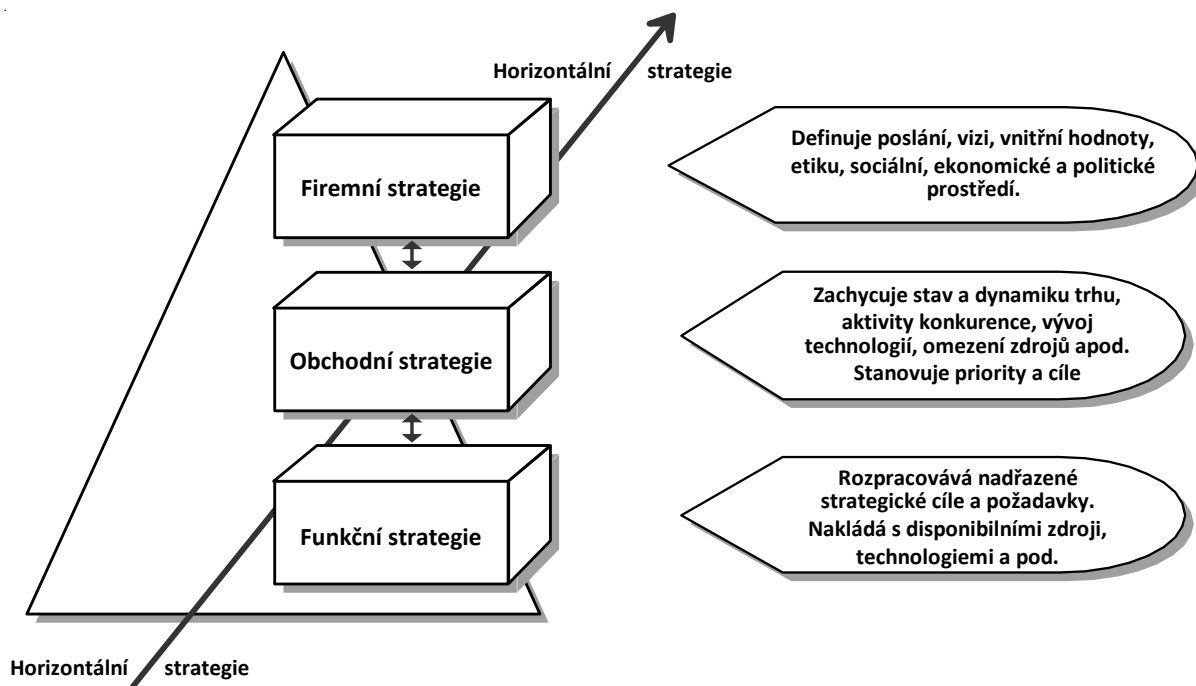 Horizontální strategie
Firemní strategie
Definuje poslání, vizi, vnitřní hodnoty,
etiku, sociální, ekonomické a politické
prostředí.
Obchodní strategie
Zachycuje stav a dynamiku trhu,
aktivity konkurence, vývoj
technologií, omezení zdrojů apod.
Stanovuje priority a cíle
Funkční strategie
Rozpracovává nadřazené
strategické cíle a požadavky.
Nakládá s disponibilními zdroji,
technologiemi a pod.
Horizontální strategie